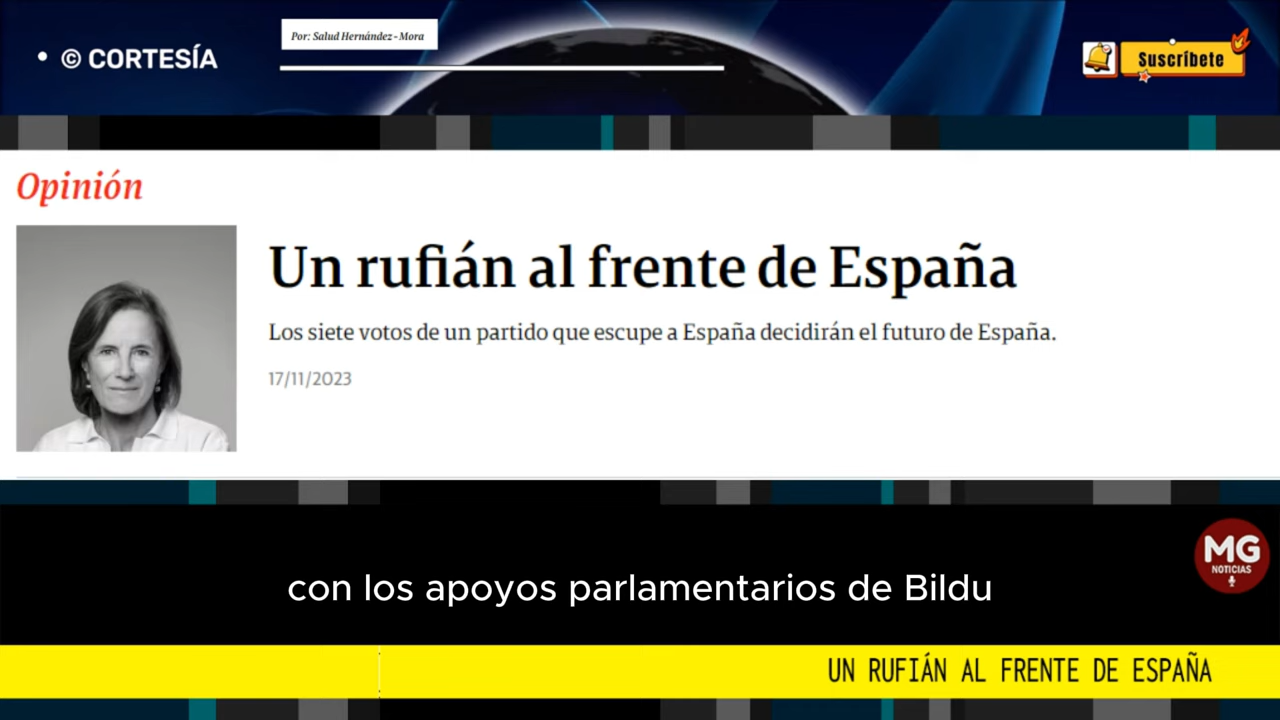 • © CORTESÍA
Por: Salud Hernández-Mora
Suscríbete
Opinión
Un rufián al frente de España
Los siete votos de un partido que escupe a España decidirán el futuro de España.
17/11/2023
MG
NOTICIAS
con los apoyos parlamentarios de Bildu
UN RUFIÁN AL FRENTE DE ESPAÑA